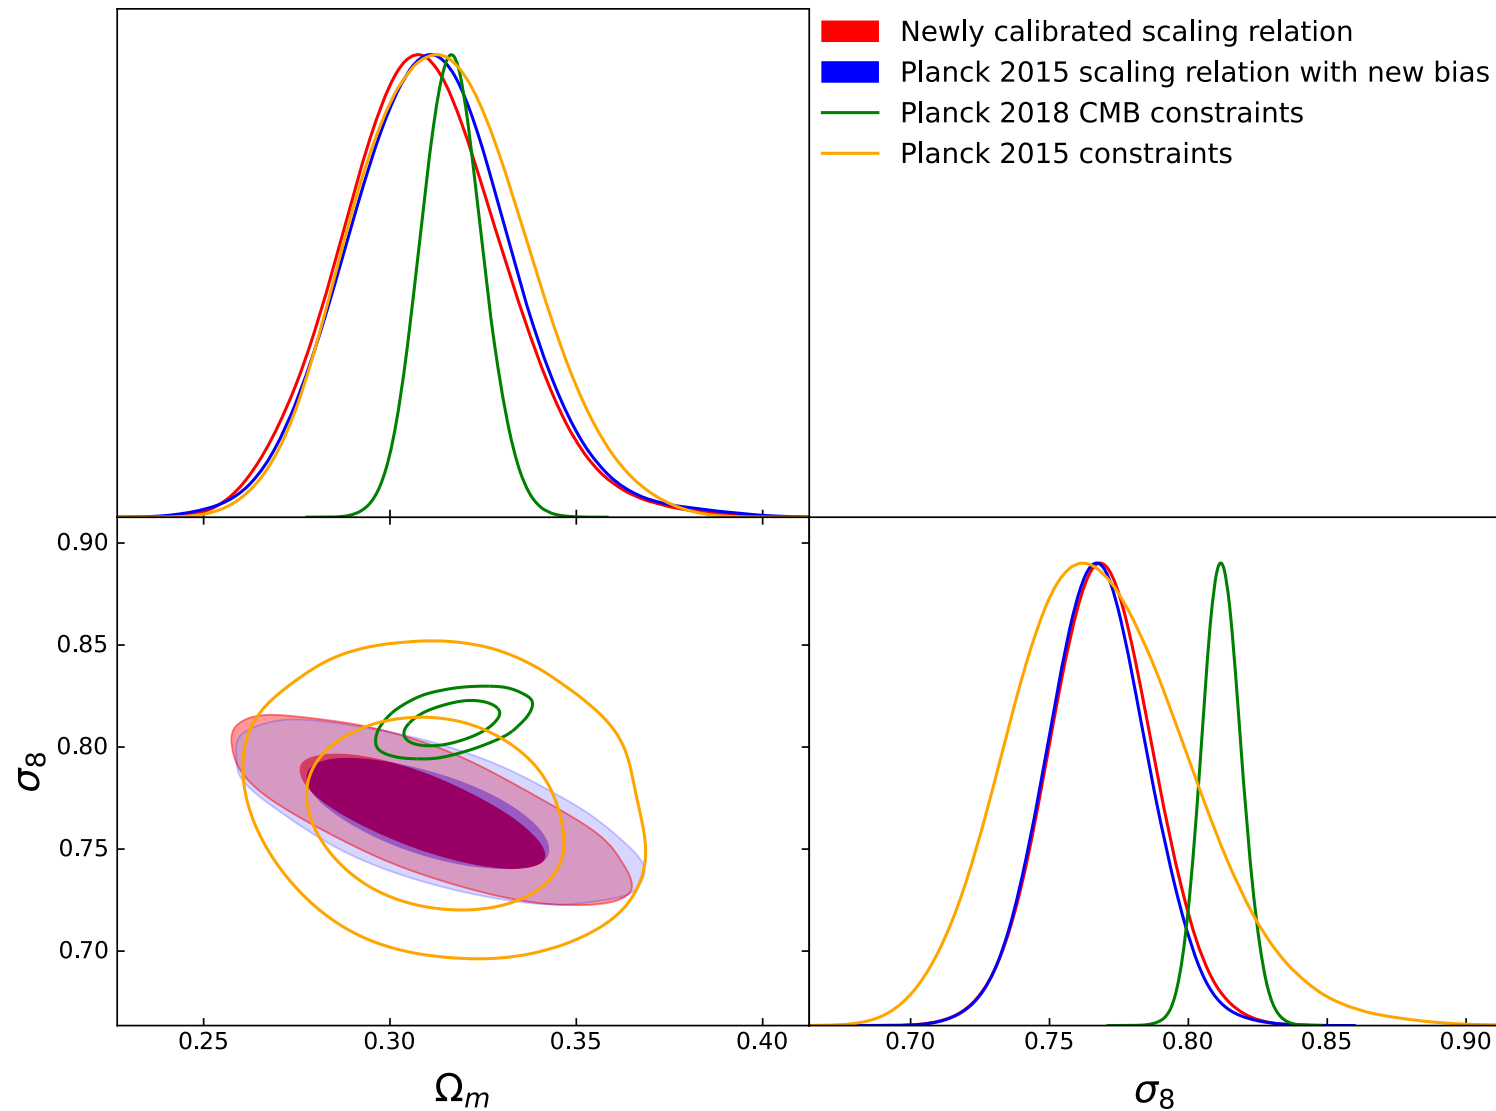 Newly calibrated scaling relation
Planck 2015 scaling relation with new bias
Planck 2018 CMB constraints
Planck 2015 constraints
0.90
0.85
0.80
0.75
0.70
σ₈
0.25 0.30 0.35 0.40
Ωₘ
0.70 0.75 0.80 0.85 0.90
σ₈